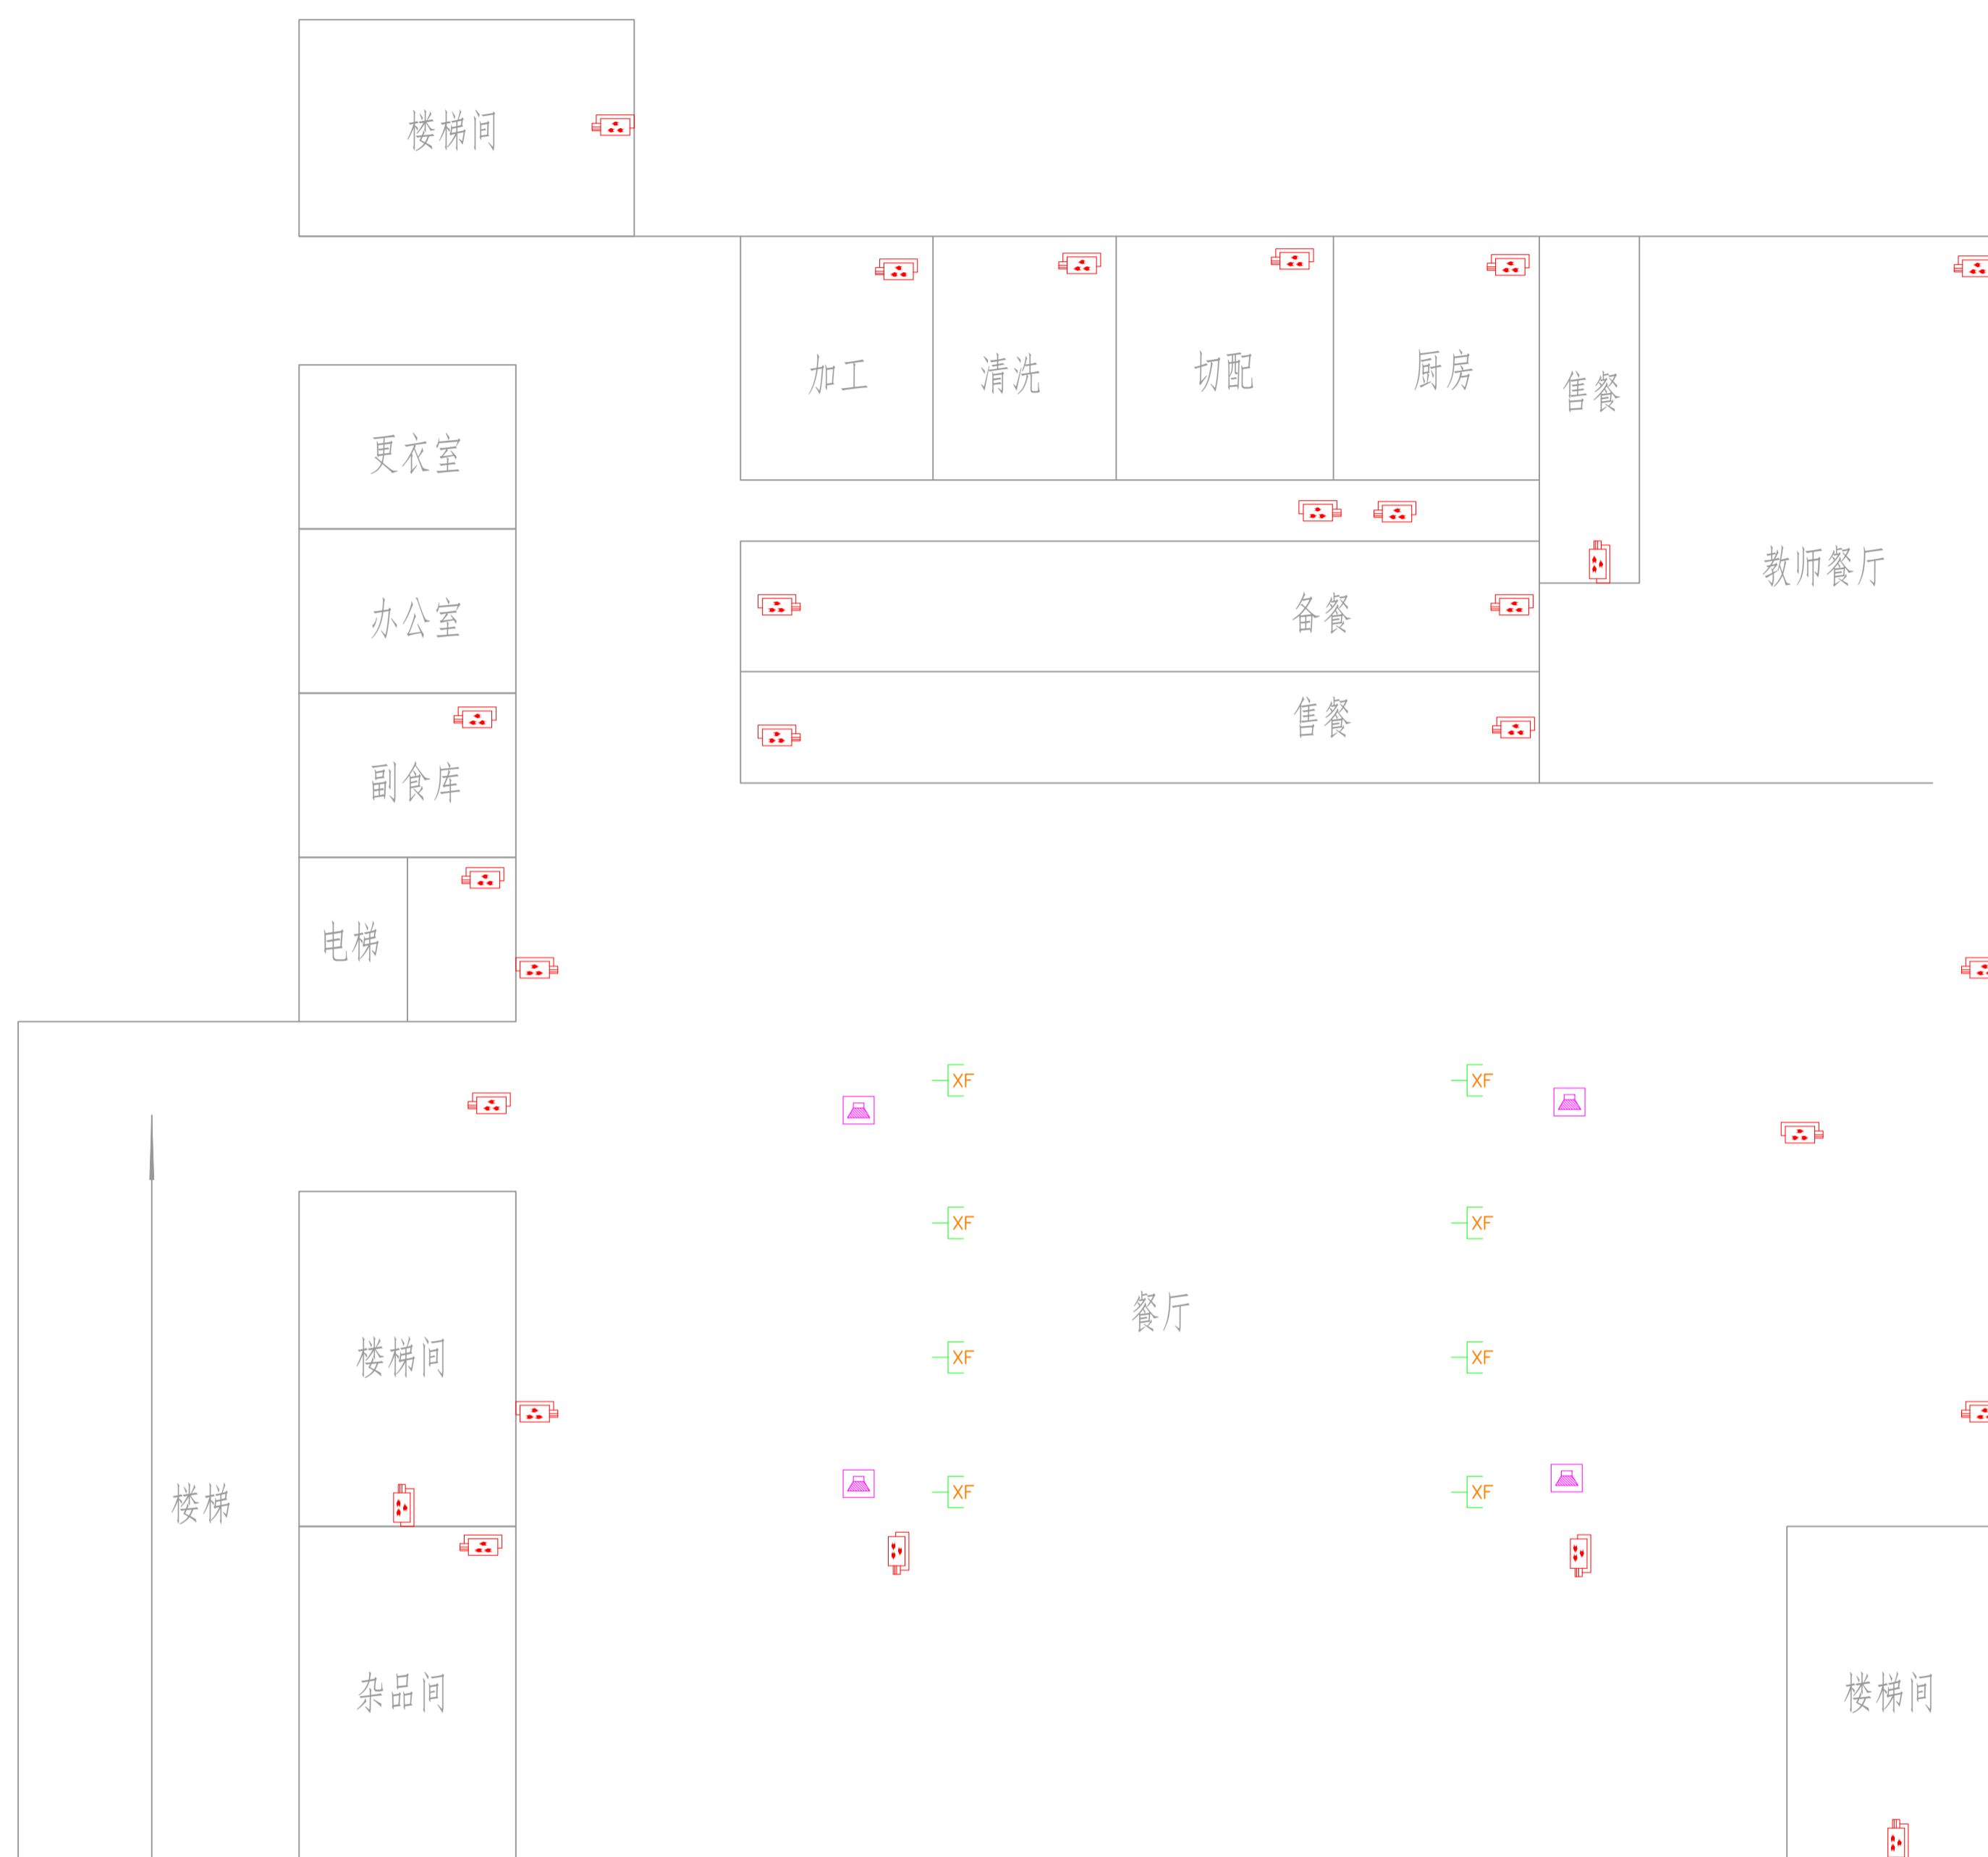 楼梯间
加工
清洗
切配
厨房
售餐
更衣室
教师餐厅
办公室
备餐
售餐
副食库
电梯
XF
XF
XF
XF
餐厅
楼梯间
XF
XF
楼梯
XF
XF
杂品间
楼梯间